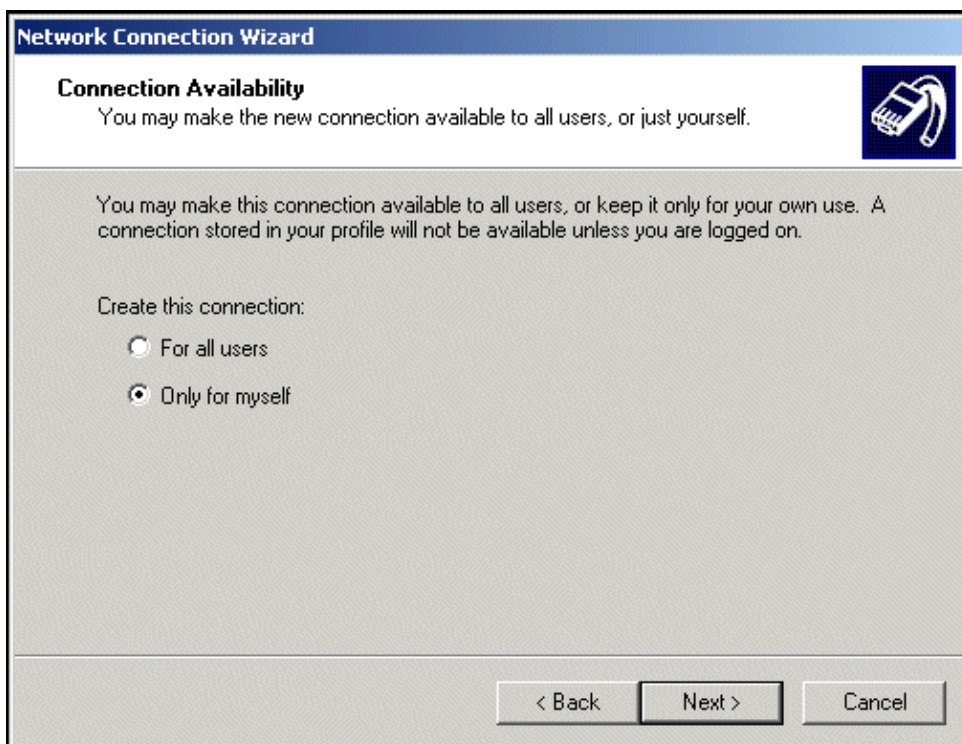 Network Connection Wizard
Connection Availability
You may make the new connection available to all users, or just yourself.
You may make this connection available to all users, or keep it only for your own use.  A
connection stored in your profile will not be available unless you are logged on.
Create this connection:
For all users
Only for myself
< Back
Next >
Cancel